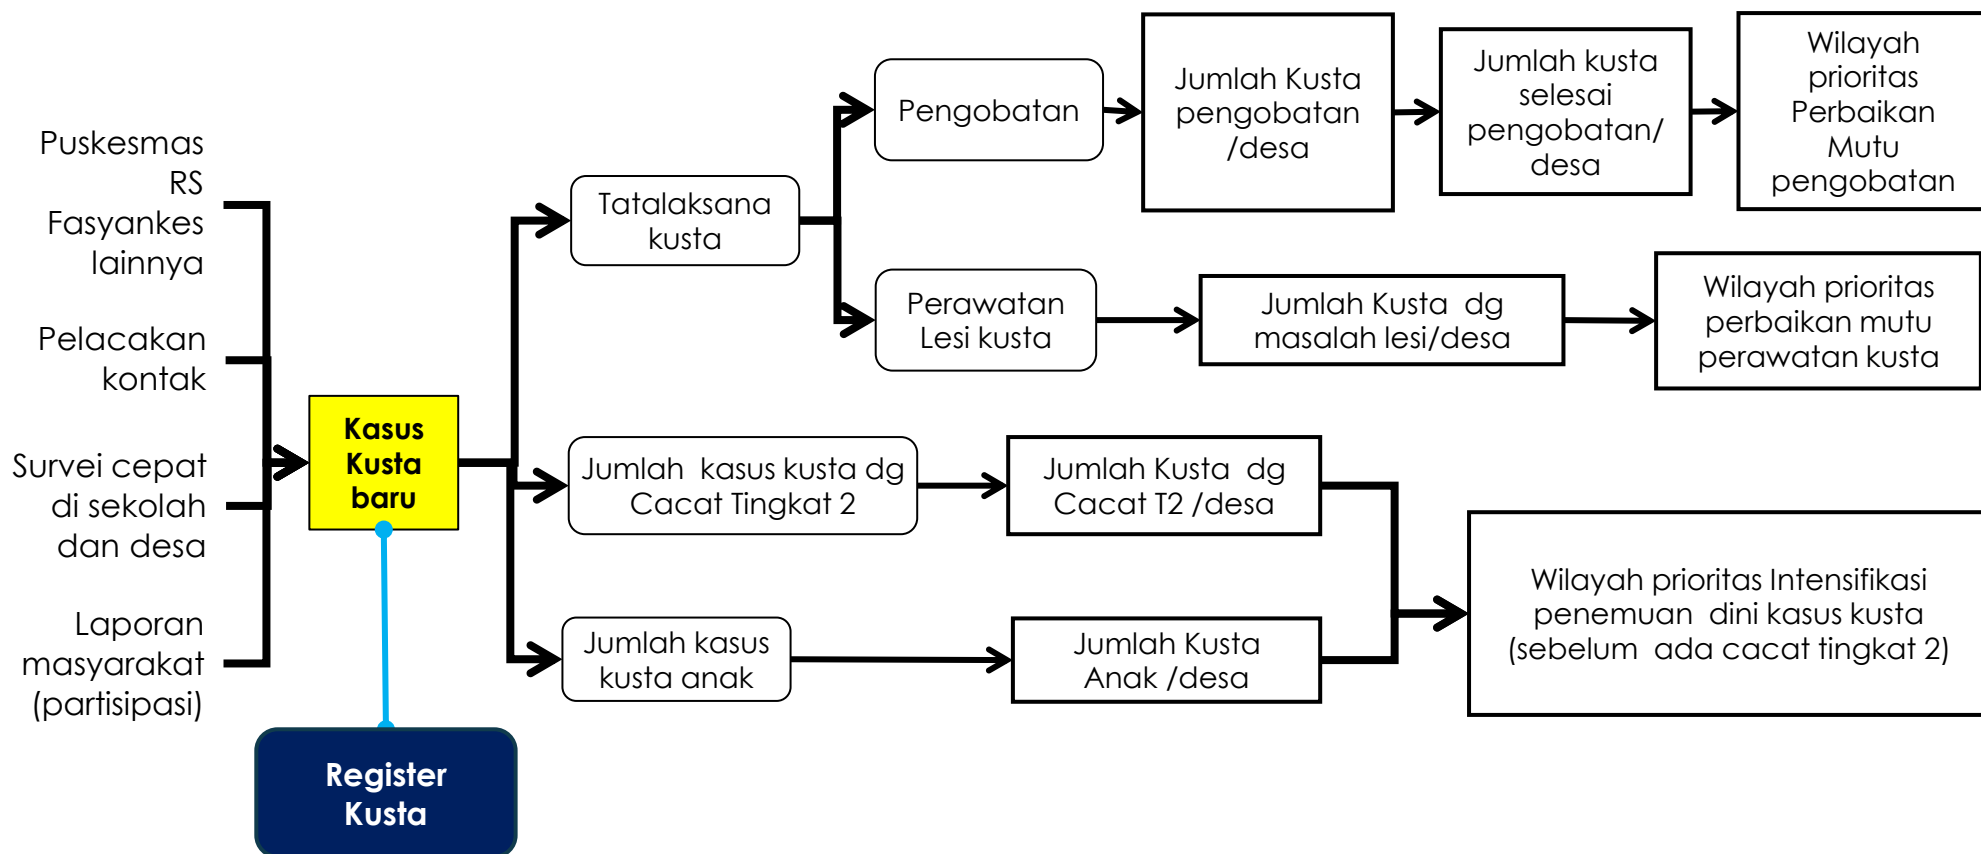 Puskesmas
RS
Fasyankes
lainnya
Pelacakan
kontak
Survei cepat
di sekolah
dan desa
Laporan
masyarakat
(partisipasi)
Kasus
Kusta
baru
Register
Kusta
Tatalaksana
kusta
Pengobatan
Jumlah Kusta
pengobatan
/desa
Jumlah kusta
selesai
pengobatan/
desa
Wilayah
prioritas
Perbaikan
Mutu
pengobatan
Perawatan
Lesi kusta
Jumlah Kusta dg
masalah lesi/desa
Wilayah prioritas
perbaikan mutu
perawatan kusta
Jumlah kasus kusta dg
Cacat Tingkat 2
Jumlah Kusta dg
Cacat T2 /desa
Jumlah kasus
kusta anak
Jumlah Kusta
Anak /desa
Wilayah prioritas Intensifikasi
penemuan dini kasus kusta
(sebelum ada cacat tingkat 2)